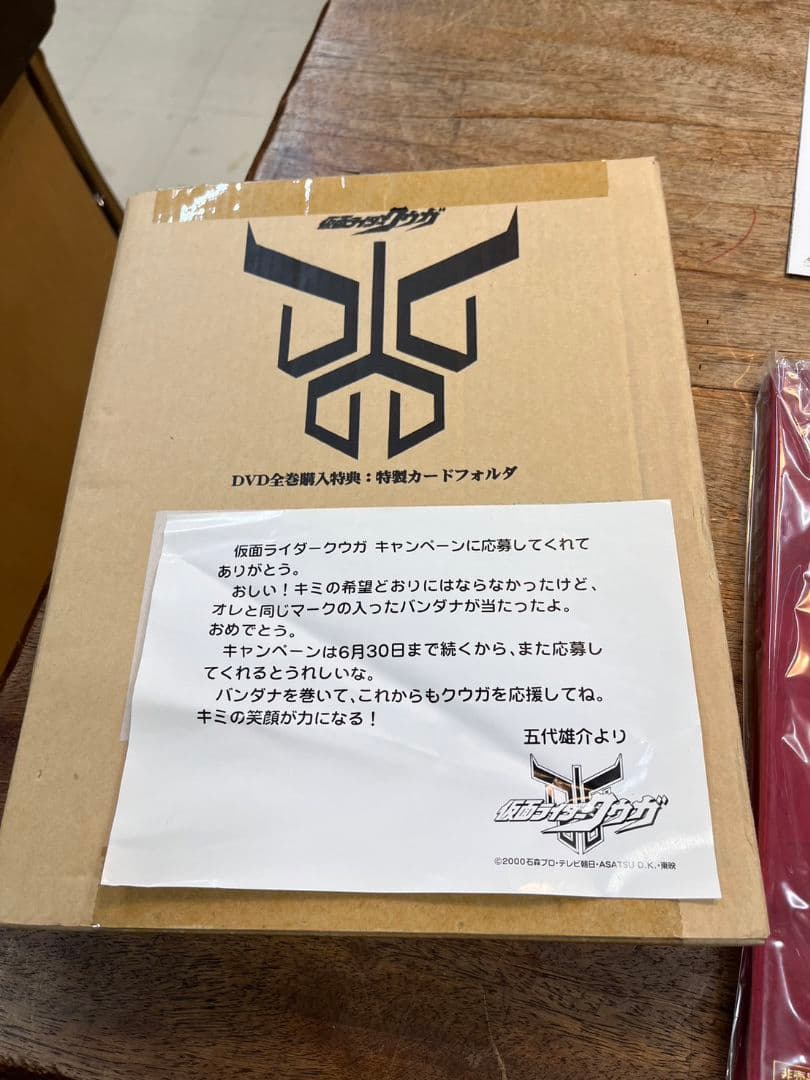 仮面ライダークウガ
DVD全巻購入特典：特製カードフォルダ
仮面ライダークウガ キャンペーンに応募してくれて
ありがとう。
おしい！キミの希望どおりにはならなかったけど、
オレと同じマークの入ったバンダナが当たったよ。
おめでとう。
キャンペーンは6月30日まで続くから、また応募し
てくれるとうれしいな。
バンダナを巻いて、これからもクウガを応援してね。
キミの笑顔が力になる！
五代雄介より
仮面ライダークウガ
©2000石森プロ・テレビ朝日・ASATSU D.K.・東映